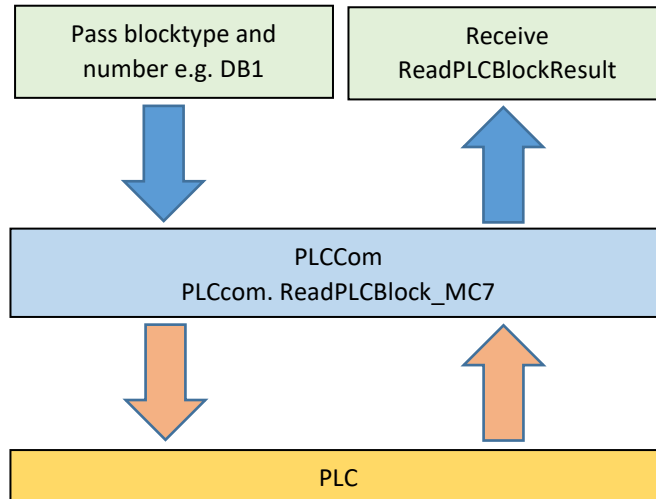 Pass blocktype and
number e.g. DB1
Receive
ReadPLCBlockResult
PLCCom
PLCcom. ReadPLCBlock_MC7
PLC